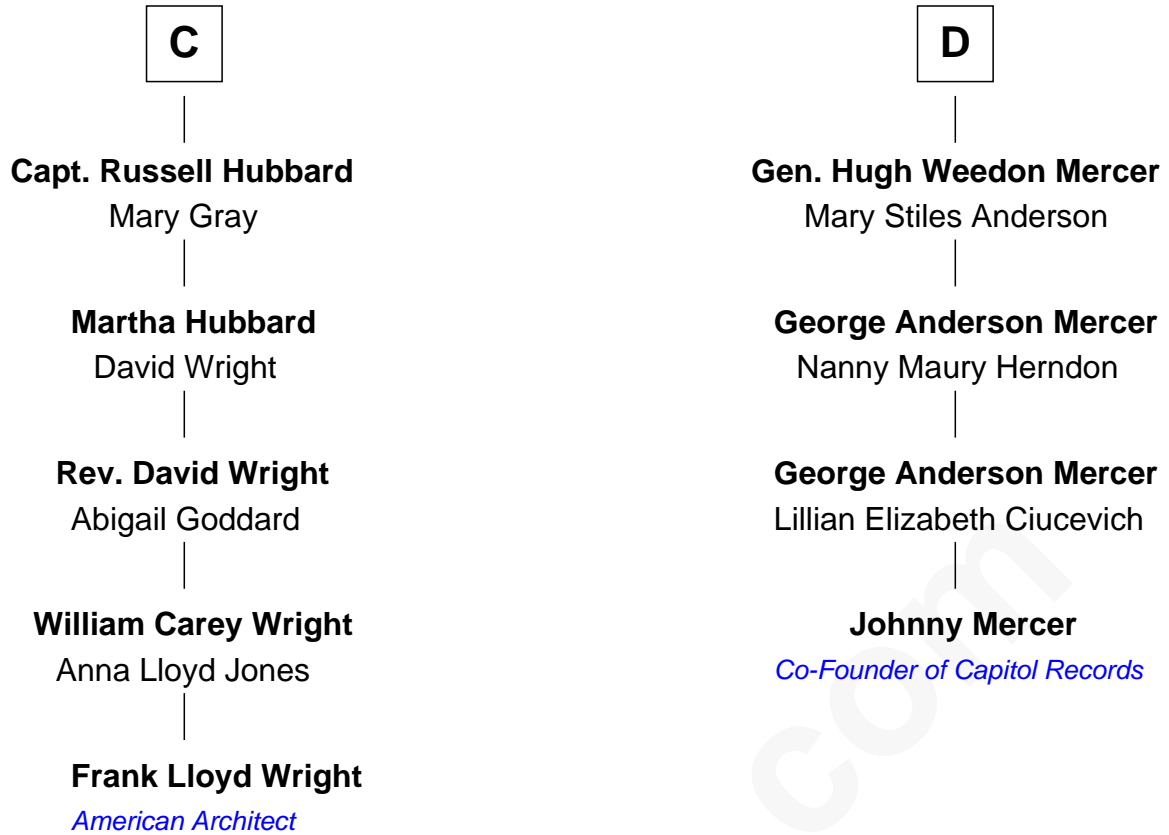 C
Capt. Russell Hubbard
Mary Gray
Martha Hubbard
David Wright
Rev. David Wright
Abigail Goddard
William Carey Wright
Anna Lloyd Jones
Frank Lloyd Wright
American Architect
D
Gen. Hugh Weedon Mercer
Mary Stiles Anderson
George Anderson Mercer
Nanny Maury Herndon
George Anderson Mercer
Lillian Elizabeth Ciucevich
Johnny Mercer
Co-Founder of Capitol Records
com